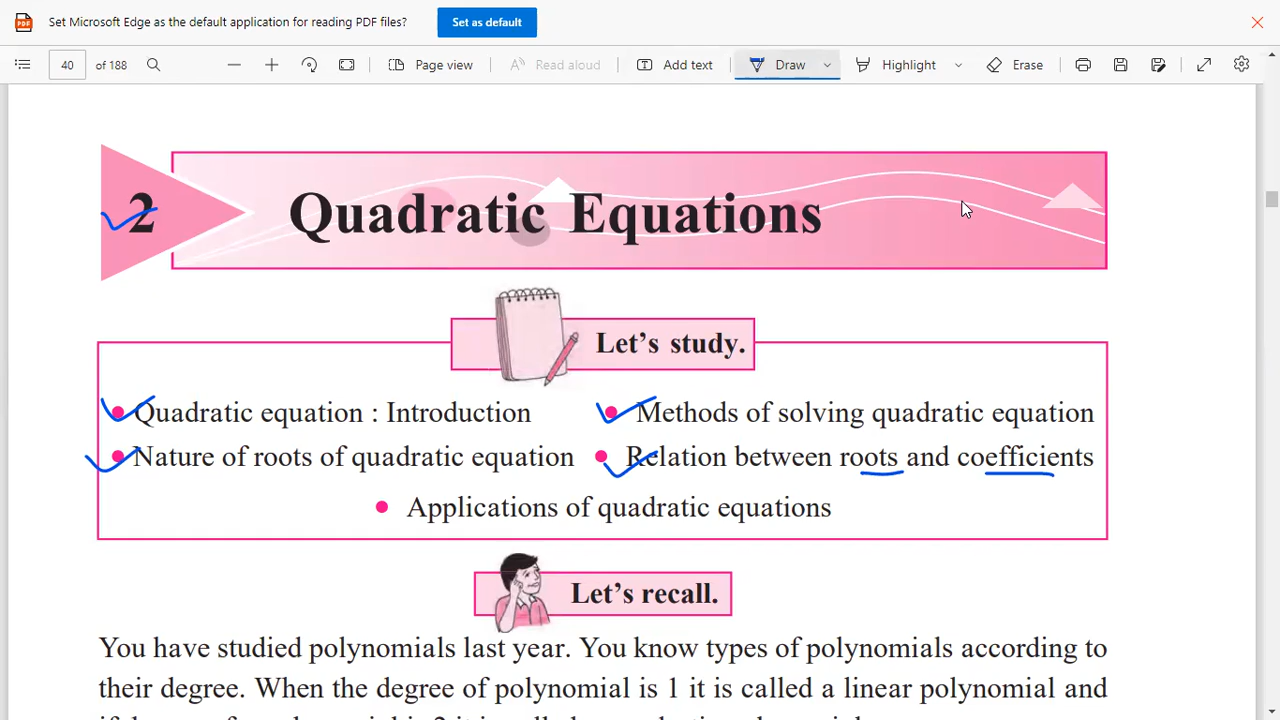 Set Microsoft Edge as the default application for reading PDF files? Set as default
40 of 188 Page view Read aloud Add text Draw Highlight Erase
2 Quadratic Equations
Let's study.
• Quadratic equation : Introduction • Methods of solving quadratic equation
• Nature of roots of quadratic equation • Relation between roots and coefficients
• Applications of quadratic equations
Let's recall.
You have studied polynomials last year. You know types of polynomials according to
their degree. When the degree of polynomial is 1 it is called a linear polynomial and